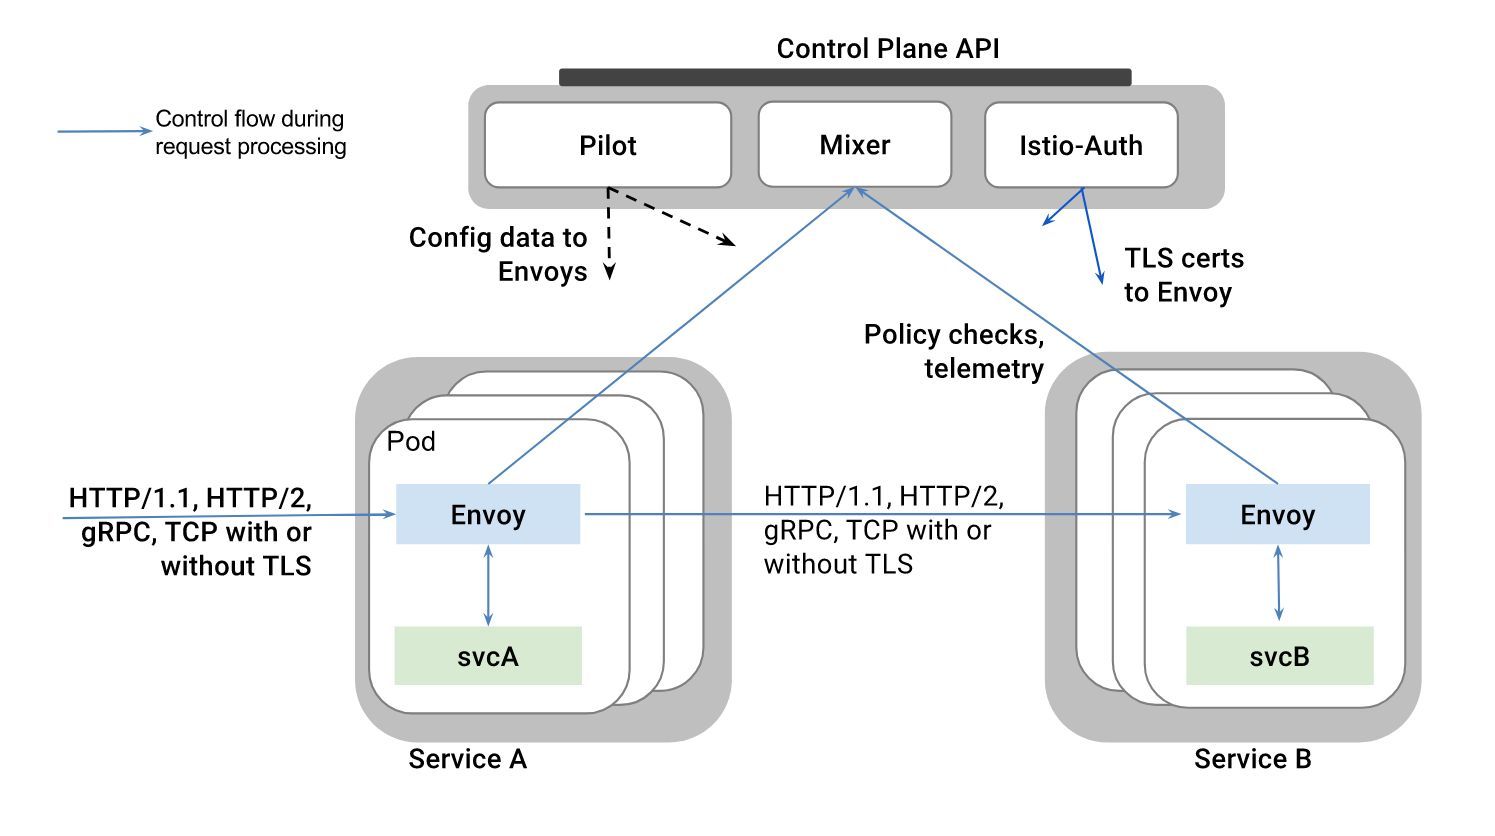 Control Plane API
Control flow during
request processing
Pilot
Mixer
Istio-Auth
Config data to
Envoys
TLS certs
to Envoy
Policy checks,
telemetry
Pod
HTTP/1.1, HTTP/2,
gRPC, TCP with or
without TLS
Envoy
HTTP/1.1, HTTP/2,
gRPC, TCP with or
without TLS
Envoy
svcA
svcB
Service A
Service B